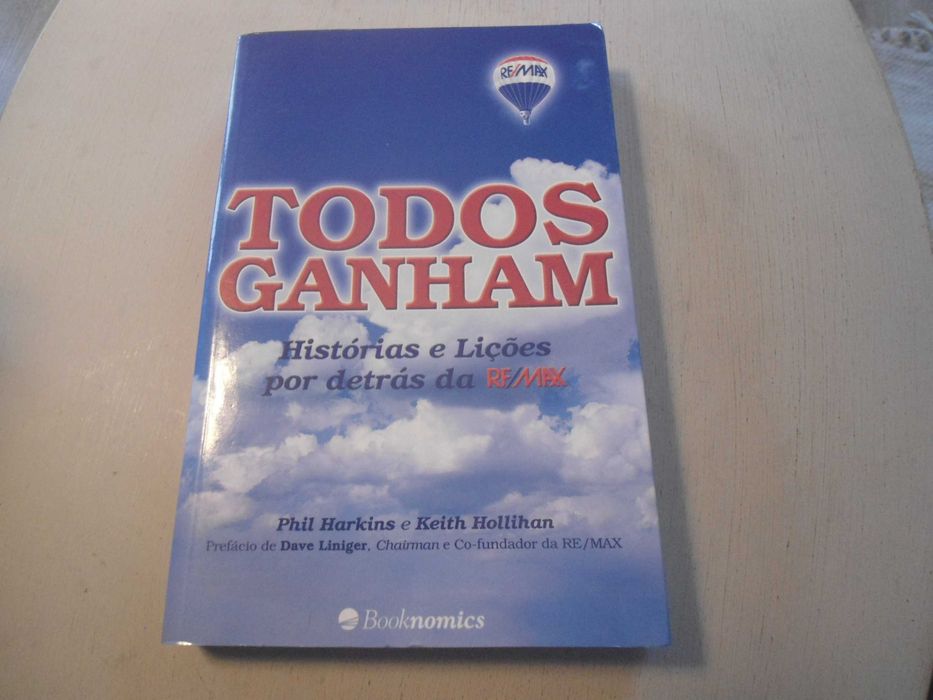 RE/MAX
TODOS
GANHAM
Histórias e Lições
por detrás da RE/MAX
Phil Harkins e Keith Hollihan
Prefácio de Dave Liniger, Chairman e Co-fundador da RE/MAX
Booknomics